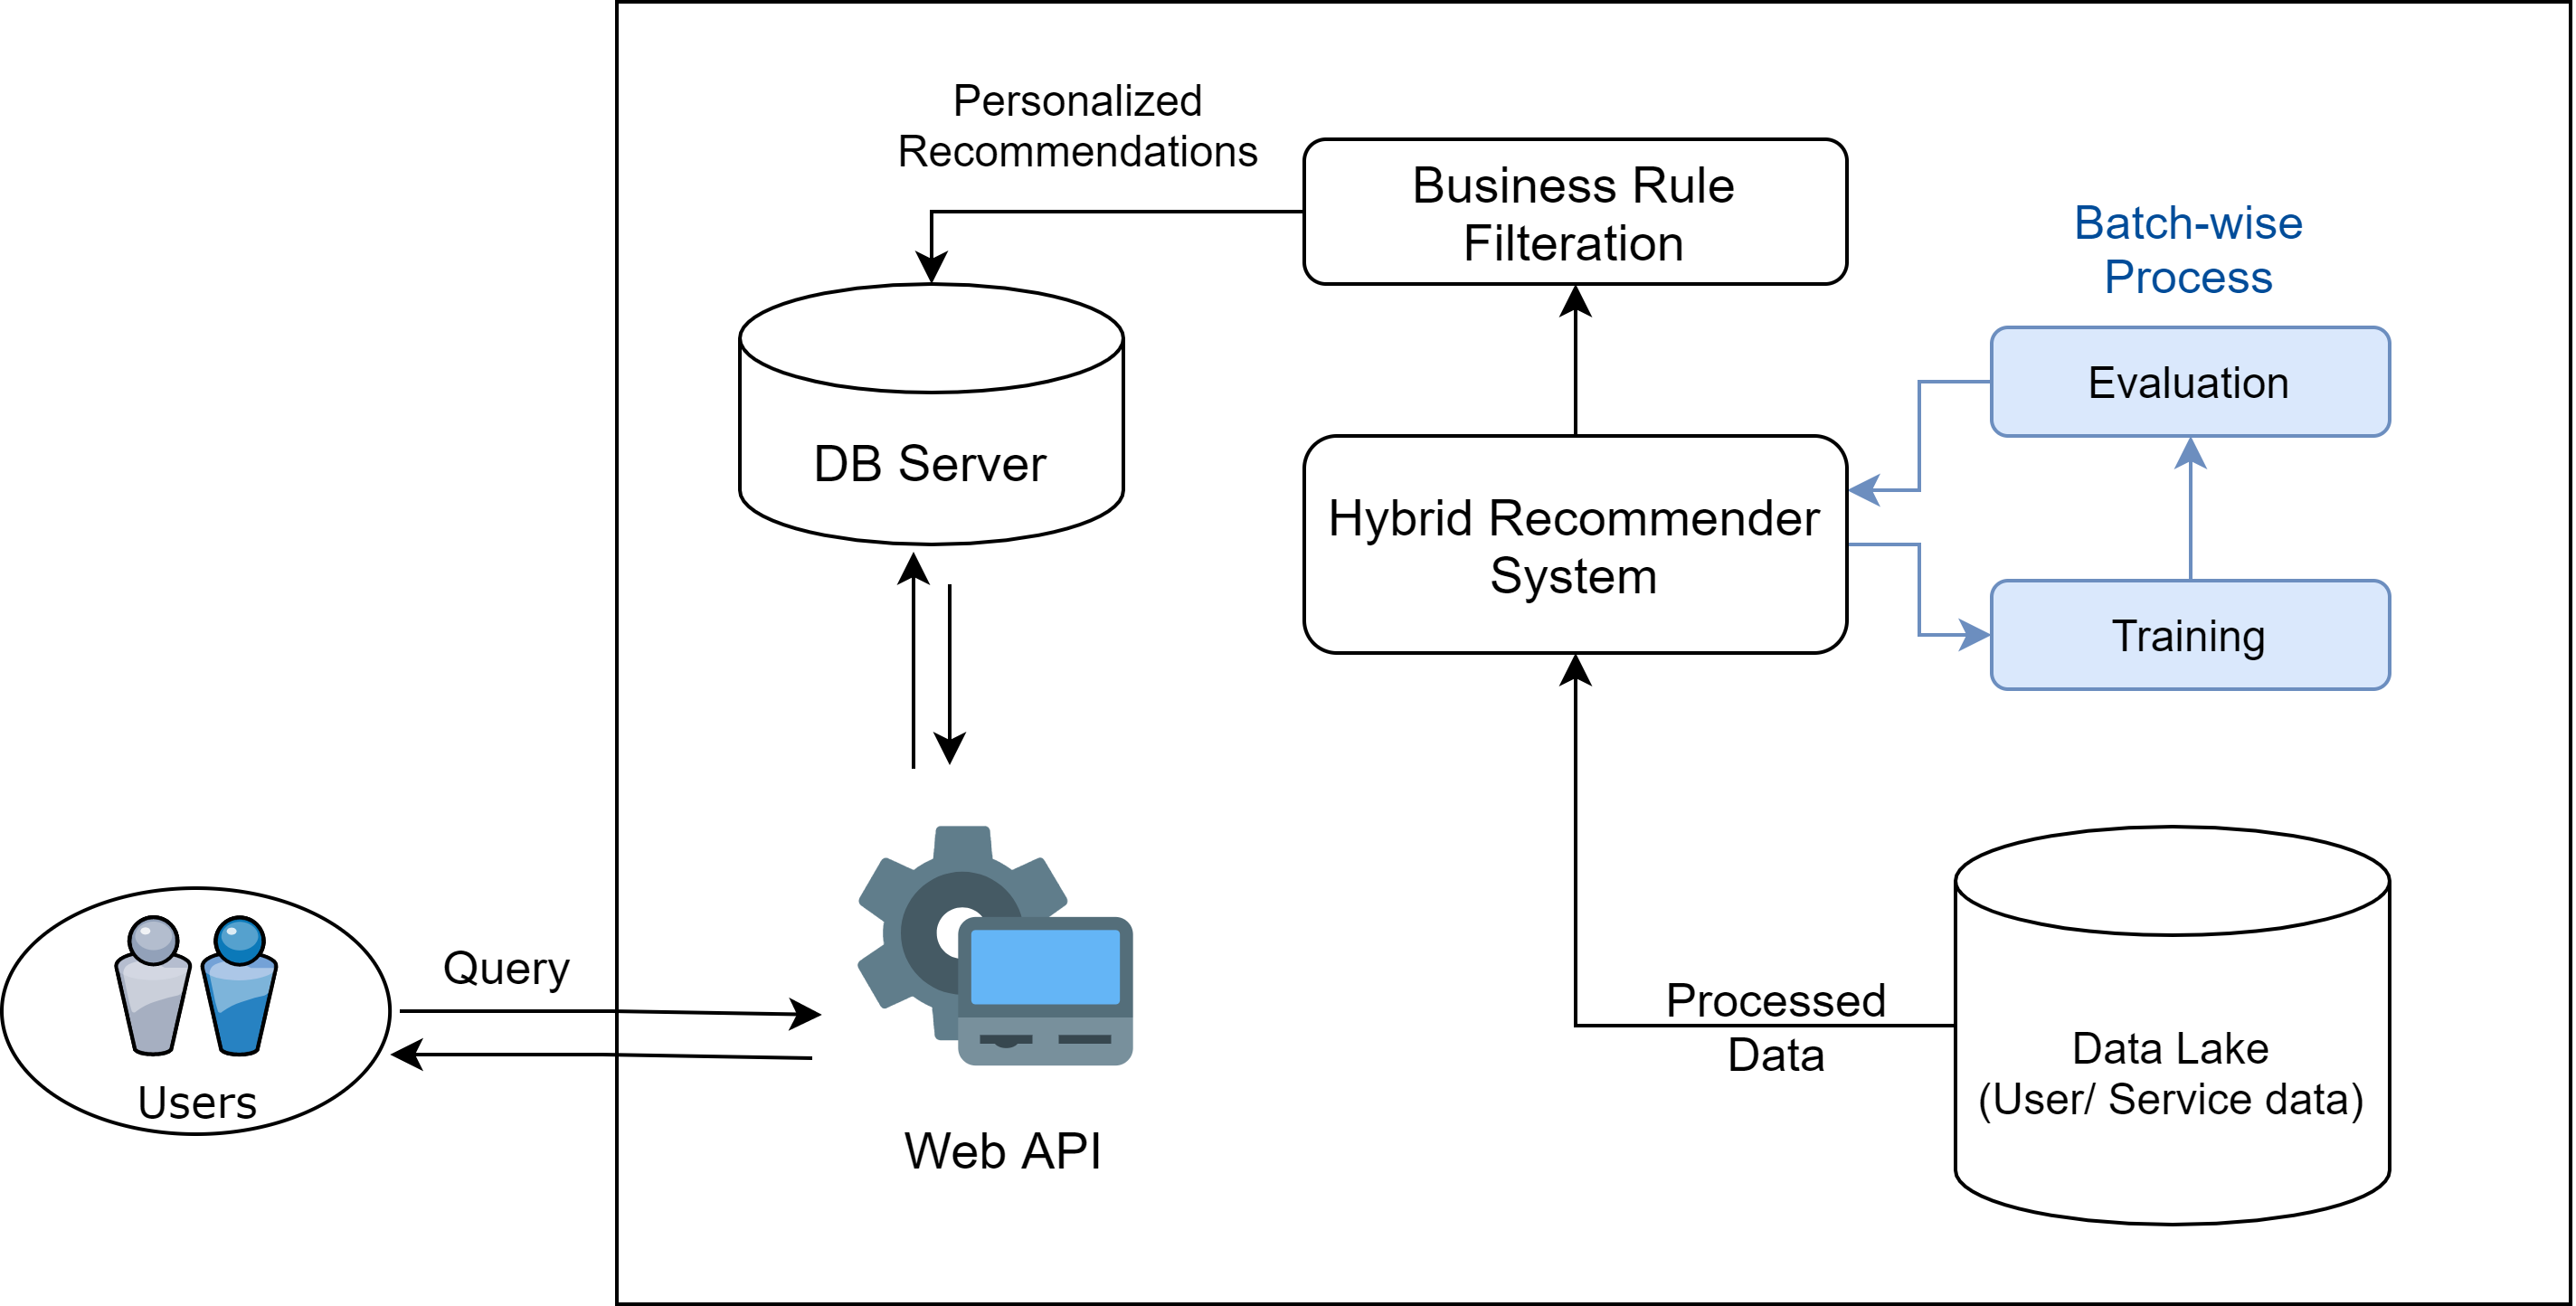 Personalized
Recommendations
Business Rule
Filteration
Batch-wise
Process
Evaluation
DB Server
Hybrid Recommender
System
Training
Query
Processed
Data
Data Lake
(User/ Service data)
Users
Web API